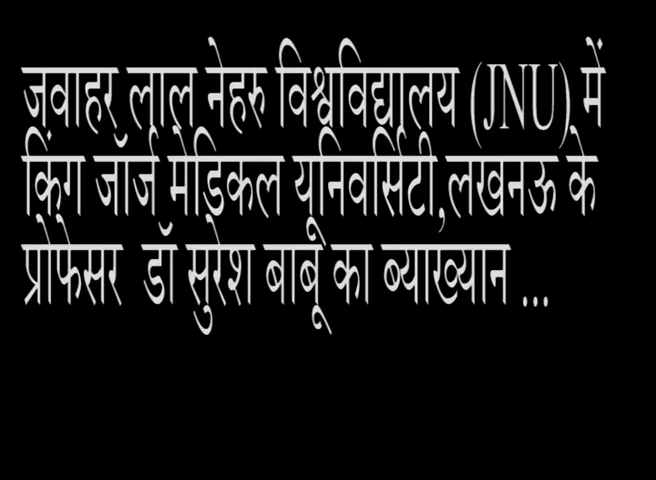 जवाहर लाल नेहरु विश्वविद्यालय (JNU) में
किंग जॉर्ज मेडिकल यूनिवर्सिटी,लखनऊ के
प्रोफेसर डॉ सुरेश बाबू का ब्याख्यान ...